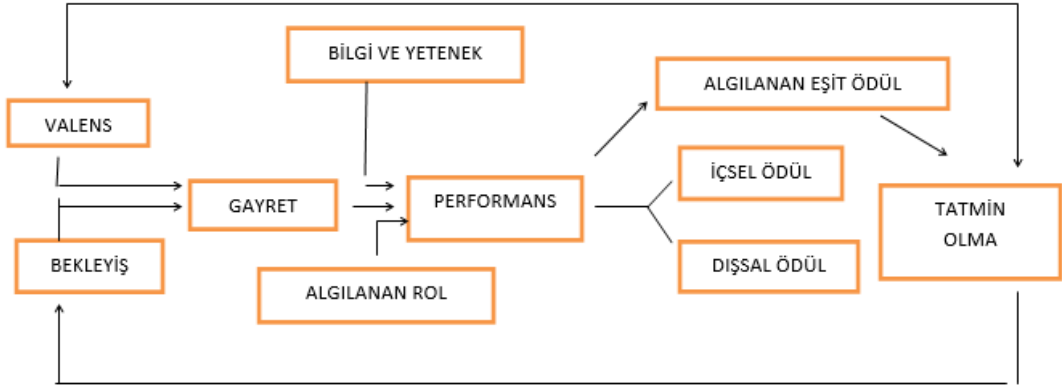 BİLGİ VE YETENEK
ALGILANAN EŞİT ÖDÜL
VALENS
İÇSEL ÖDÜL
GAYRET
PERFORMANS
TATMİN
OLMA
BEKLEYİŞ
DIŞSAL ÖDÜL
ALGILANAN ROL